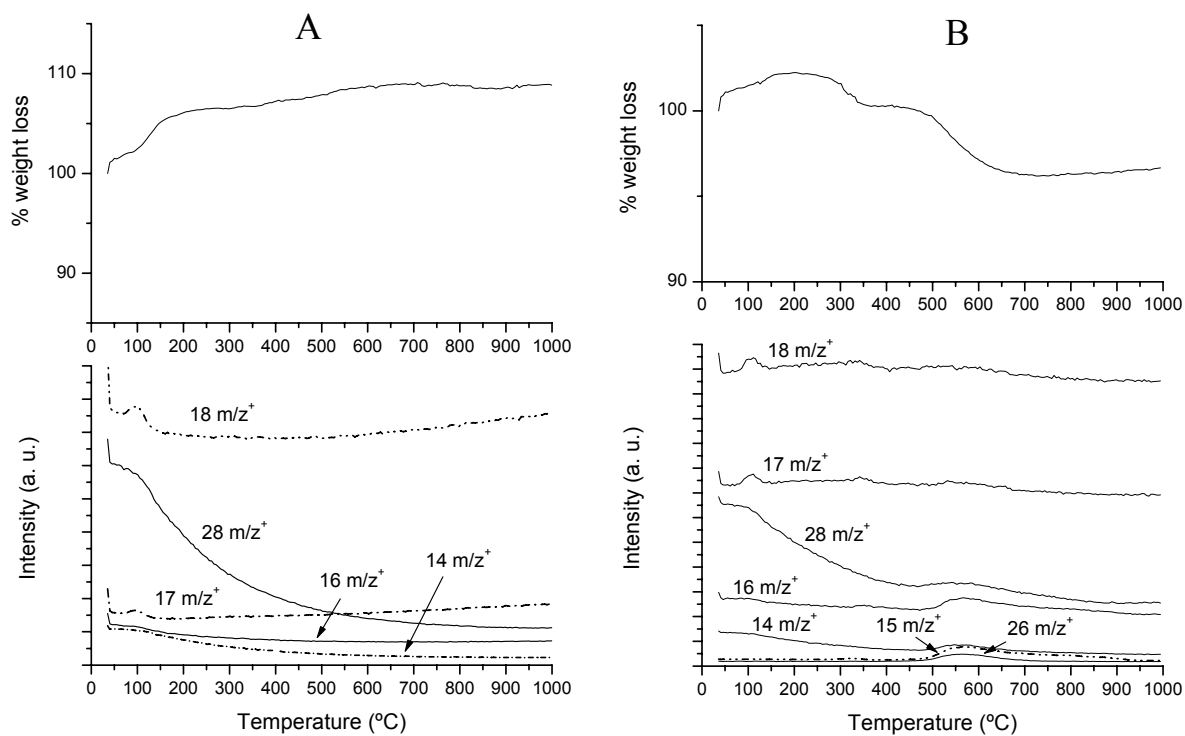 A
% weight loss
110
100
90
0 100 200 300 400 500 600 700 800 900 1000
Intensity (a. u.)
18 m/z⁺
28 m/z⁺
14 m/z⁺
16 m/z⁺
17 m/z⁺
0 100 200 300 400 500 600 700 800 900 1000
Temperature (ºC)
B
% weight loss
100
90
0 100 200 300 400 500 600 700 800 900 1000
Intensity (a. u.)
18 m/z⁺
17 m/z⁺
28 m/z⁺
16 m/z⁺
14 m/z⁺
15 m/z⁺
26 m/z⁺
0 100 200 300 400 500 600 700 800 900 1000
Temperature (ºC)